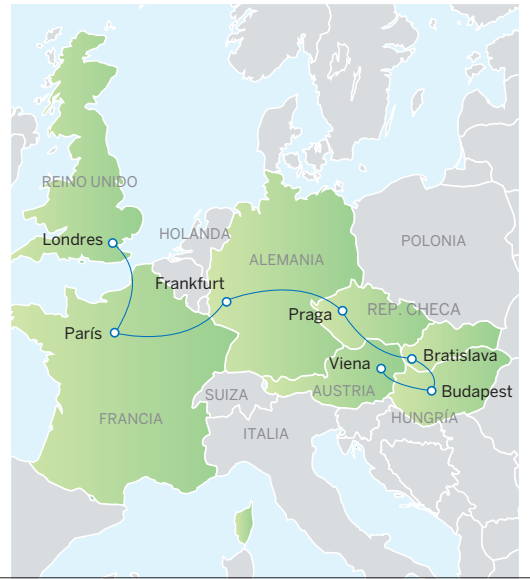 REINO UNIDO
Londres
HOLANDA
POLONIA
ALEMANIA
Frankfurt
REP. CHECA
Praga
París
Bratislava
Viena
Budapest
SUIZA
AUSTRIA
FRANCIA
HUNGRÍA
ITALIA